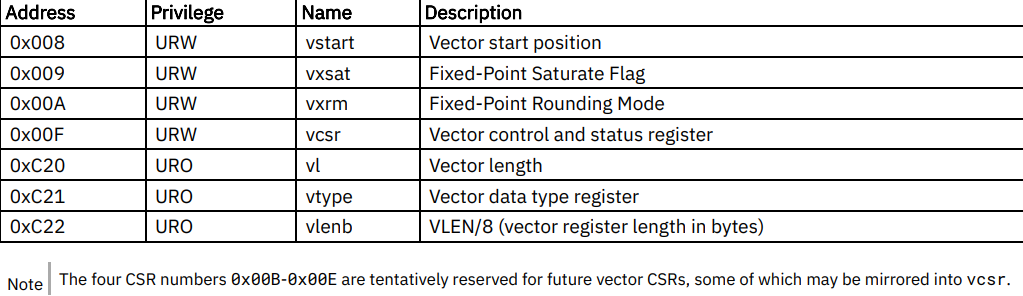 Address Privilege Name Description
0x008 URW vstart Vector start position
0x009 URW vxsat Fixed-Point Saturate Flag
0x00A URW vxrm Fixed-Point Rounding Mode
0x00F URW vcsr Vector control and status register
0xC20 URO vl Vector length
0xC21 URO vtype Vector data type register
0xC22 URO vlenb VLEN/8 (vector register length in bytes)
Note The four CSR numbers 0x00B-0x00E are tentatively reserved for future vector CSRs, some of which may be mirrored into vcsr.